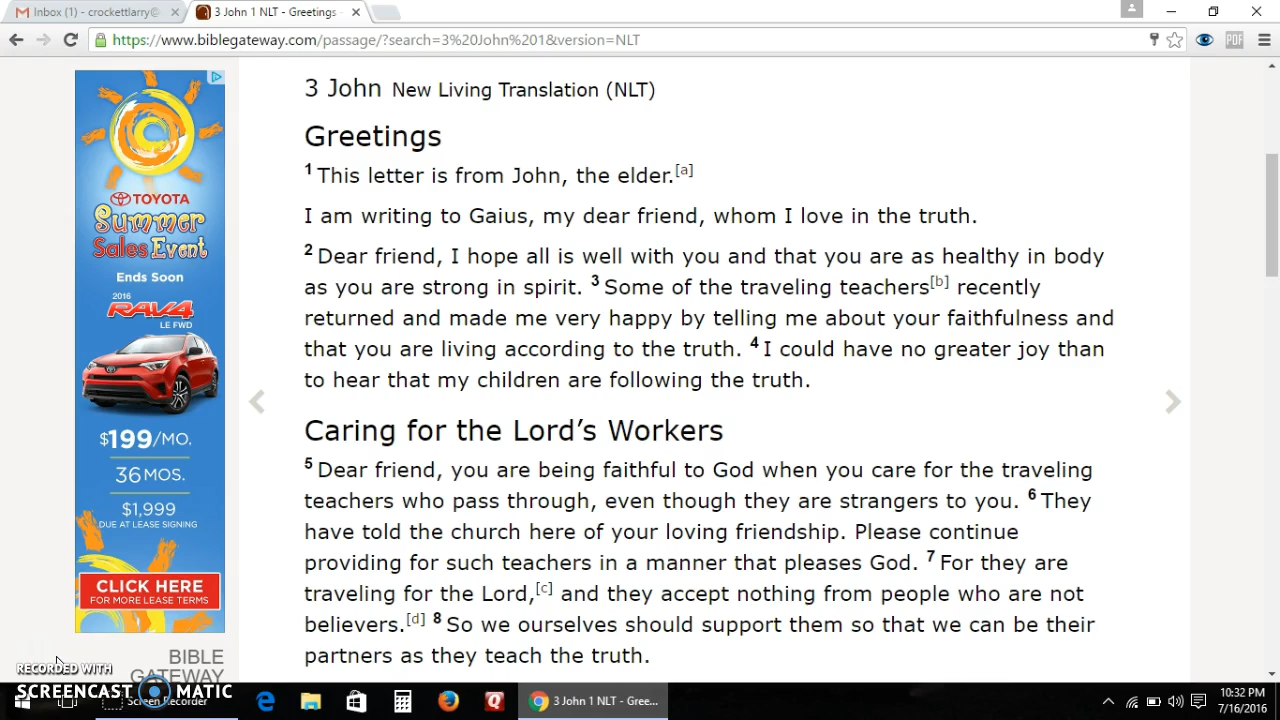 Inbox (1) - crockettlarry@
3 John 1 NLT - Greetings -
https://www.biblegateway.com/passage/?search=3%20John%201&version=NLT
PDF
3 John New Living Translation (NLT)
Greetings
1 This letter is from John, the elder.[a]
I am writing to Gaius, my dear friend, whom I love in the truth.
2 Dear friend, I hope all is well with you and that you are as healthy in body
as you are strong in spirit. 3 Some of the traveling teachers[b] recently
returned and made me very happy by telling me about your faithfulness and
that you are living according to the truth. 4 I could have no greater joy than
to hear that my children are following the truth.
Caring for the Lord’s Workers
5 Dear friend, you are being faithful to God when you care for the traveling
teachers who pass through, even though they are strangers to you. 6 They
have told the church here of your loving friendship. Please continue
providing for such teachers in a manner that pleases God. 7 For they are
traveling for the Lord,[c] and they accept nothing from people who are not
believers.[d] 8 So we ourselves should support them so that we can be their
partners as they teach the truth.
TOYOTA
Summer
Sales Event
Ends Soon
2016
RAV4
LE FWD
$199/MO.
36 MOS.
$1,999
DUE AT LEASE SIGNING
CLICK HERE
FOR MORE LEASE TERMS
BIBLE
GATEWAY
RECORDED WITH
SCREENCAST MATIC
Screen Recorder
3 John 1 NLT - Gree...
10:32 PM
7/16/2016